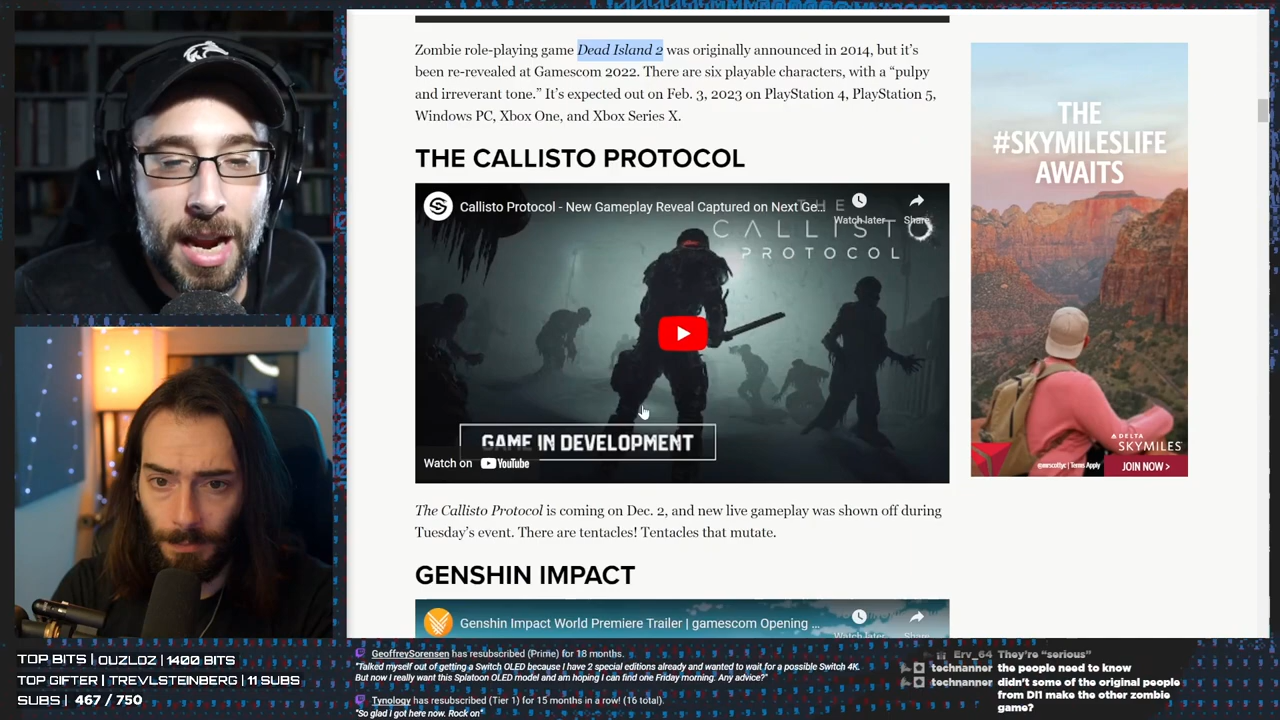 Zombie role-playing game Dead Island 2 was originally announced in 2014, but it's
been re-revealed at Gamescom 2022. There are six playable characters, with a “pulpy
and irreverant tone.” It's expected out on Feb. 3, 2023 on PlayStation 4, PlayStation 5,
Windows PC, Xbox One, and Xbox Series X.
THE CALLISTO PROTOCOL
Callisto Protocol - New Gameplay Reveal Captured on Next Ge...
Watch later
Share
THE
CALLISTO
PROTOCOL
GAME IN DEVELOPMENT
Watch on YouTube
The Callisto Protocol is coming on Dec. 2, and new live gameplay was shown off during
Tuesday's event. There are tentacles! Tentacles that mutate.
GENSHIN IMPACT
Genshin Impact World Premiere Trailer | gamescom Opening ...
Watch later
Share
THE
#SKYMILESLIFE
AWAITS
DELTA
SKYMILES
@mrscottyc | Terms Apply
JOIN NOW >
TOP BITS | OUZLOZ | 1400 BITS
TOP GIFTER | TREVLSTEINBERG | 11 SUBS
SUBS | 467 / 750
GeoffreySorensen has resubscribed (Prime) for 18 months.
"Talked myself out of getting a Switch OLED because I have 2 special editions already and wanted to wait for a possible Switch 4K.
But now i really want this Splatoon OLED model and am hoping I can find one Friday morning. Any advice?"
Tynology has resubscribed (Tier 1) for 15 months in a row! (16 total).
"So glad I got here now. Rock on"
Erv_64 They're “serious”
technanner the people need to know
technanner didn't some of the original people
from DI1 make the other zombie
game?